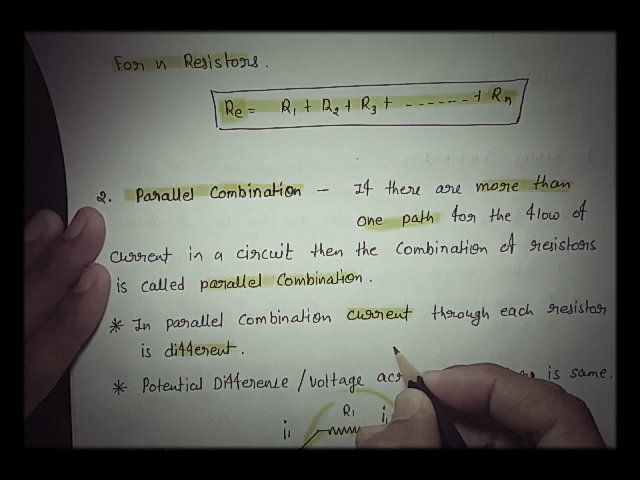 For n Resistors.
Re = R1 + R2 + R3 + ------- + Rn
2. Parallel Combination - If there are more than
one path for the flow of
current in a circuit then the combination of resistors
is called parallel Combination.
* In parallel combination current through each resistor
is different.
* Potential Difference / voltage acr is same.
R1
i1 i1